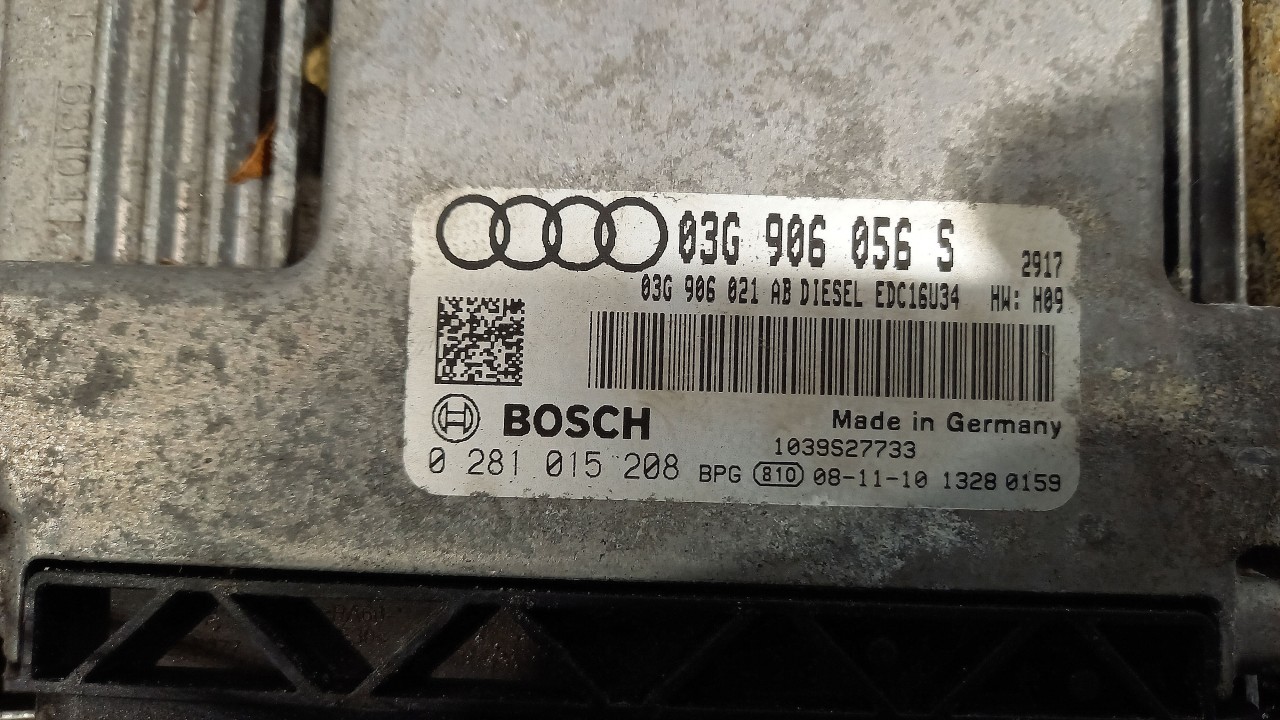 03G 906 056 S
2917
03G 906 021 AB DIESEL EDC16U34 HW: H09
BOSCH
Made in Germany
1039S27733
0 281 015 208 BPG 810 08-11-10 1328 0159